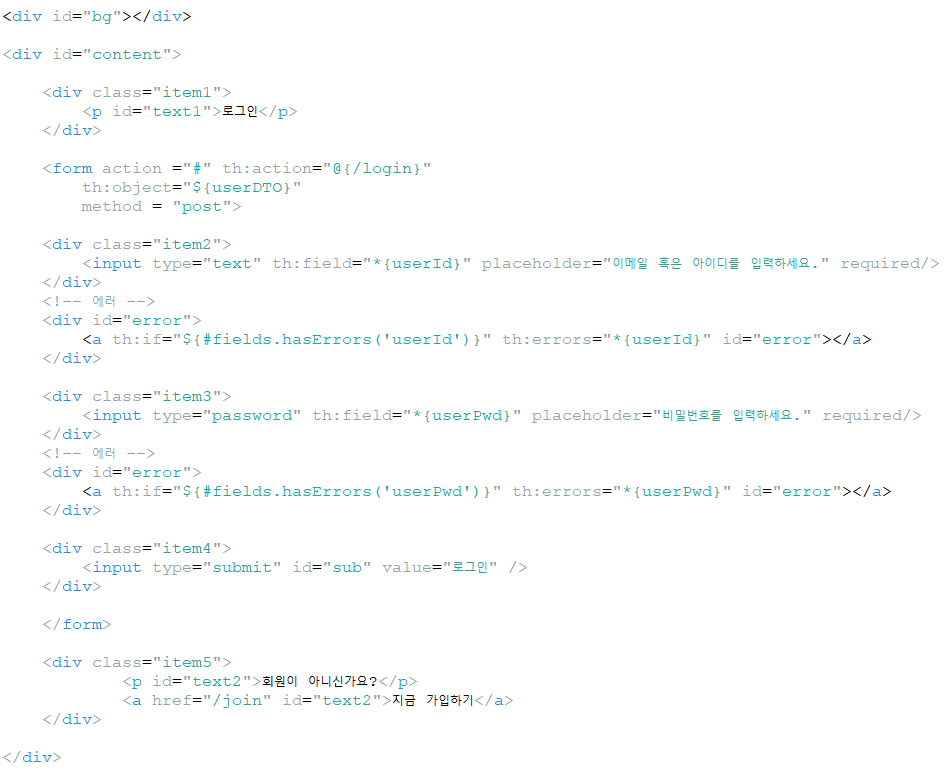 <div id="bg"></div>
<div id="content">
<div class="item1">
<p id="text1">로그인</p>
</div>
<form action ="#" th:action="@{/login}"
th:object="${userDTO}"
method = "post">
<div class="item2">
<input type="text" th:field="*{userId}" placeholder="이메일 혹은 아이디를 입력하세요." required/>
</div>
<!-- 에러 -->
<div id="error">
<a th:if="${#fields.hasErrors('userId')}" th:errors="*{userId}" id="error"></a>
</div>
<div class="item3">
<input type="password" th:field="*{userPwd}" placeholder="비밀번호를 입력하세요." required/>
</div>
<!-- 에러 -->
<div id="error">
<a th:if="${#fields.hasErrors('userPwd')}" th:errors="*{userPwd}" id="error"></a>
</div>
<div class="item4">
<input type="submit" id="sub" value="로그인" />
</div>
</form>
<div class="item5">
<p id="text2">회원이 아니신가요?</p>
<a href="/join" id="text2">지금 가입하기</a>
</div>
</div>